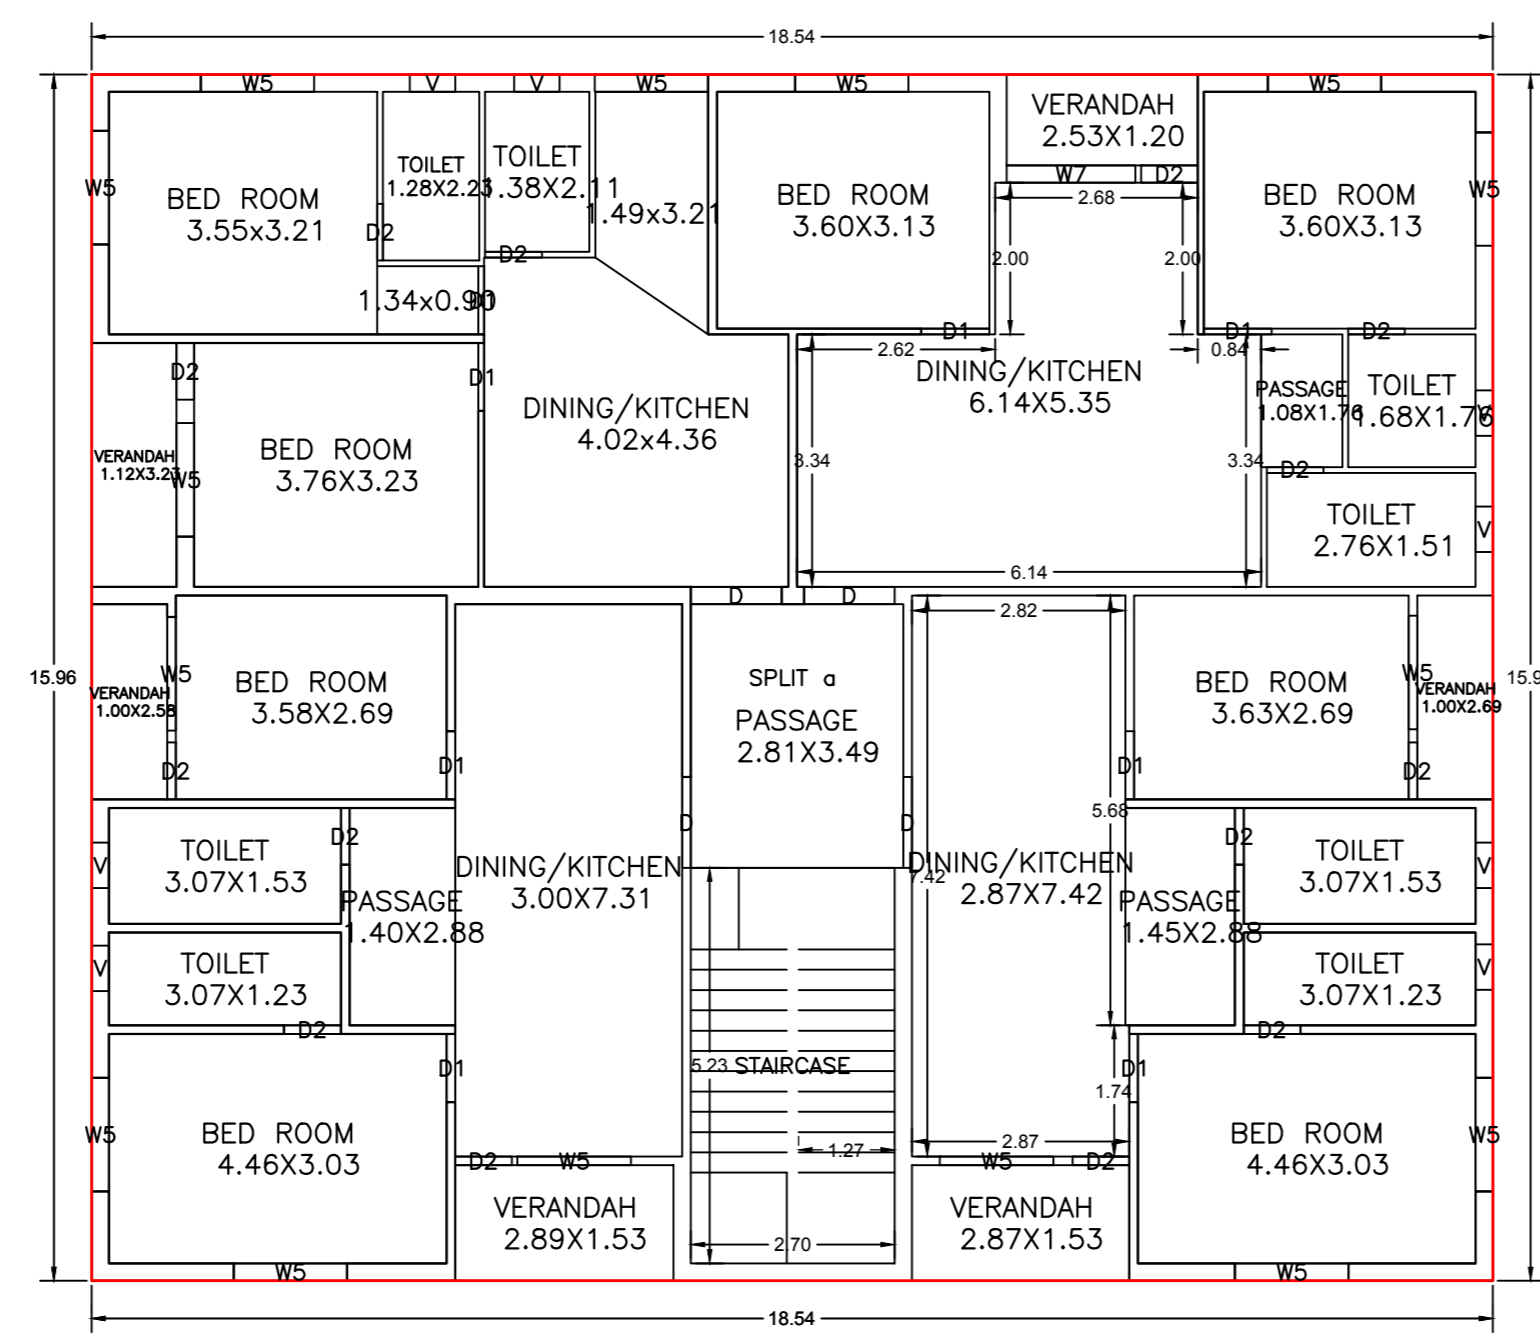 18.54
W5
V
V
W5
W5
W5
VERANDAH
2.53X1.20
W7
D2
W5
BED ROOM
3.55x3.21
D2
TOILET
1.28X2.23
TOILET
1.38X2.11
D2
1.49x3.21
BED ROOM
3.60X3.13
2.68
2.00
2.00
BED ROOM
3.60X3.13
W5
1.34x0.90
D1
D1
D1
D2
2.62
0.84
D2
D1
DINING/KITCHEN
6.14X5.35
PASSAGE
1.08X1.76
TOILET
1.68X1.76
V
DINING/KITCHEN
4.02x4.36
VERANDAH
1.12X3.23
W5
BED ROOM
3.76X3.23
3.34
3.34
D2
TOILET
2.76X1.51
V
6.14
D
D
2.82
15.96
VERANDAH
1.00X2.58
W5
BED ROOM
3.58X2.69
SPLIT a
PASSAGE
2.81X3.49
BED ROOM
3.63X2.69
W5
VERANDAH
1.00X2.69
15.9
D2
D1
D1
D2
D
D
5.68
V
TOILET
3.07X1.53
D2
DINING/KITCHEN
3.00X7.31
7.42
DINING/KITCHEN
2.87X7.42
D2
TOILET
3.07X1.53
V
PASSAGE
1.40X2.88
PASSAGE
1.45X2.88
V
TOILET
3.07X1.23
TOILET
3.07X1.23
V
D2
D2
D1
5.23
STAIRCASE
D1
1.74
W5
BED ROOM
4.46X3.03
1.27
2.87
BED ROOM
4.46X3.03
W5
D2
W5
W5
D2
VERANDAH
2.89X1.53
2.70
VERANDAH
2.87X1.53
W5
W5
18.54